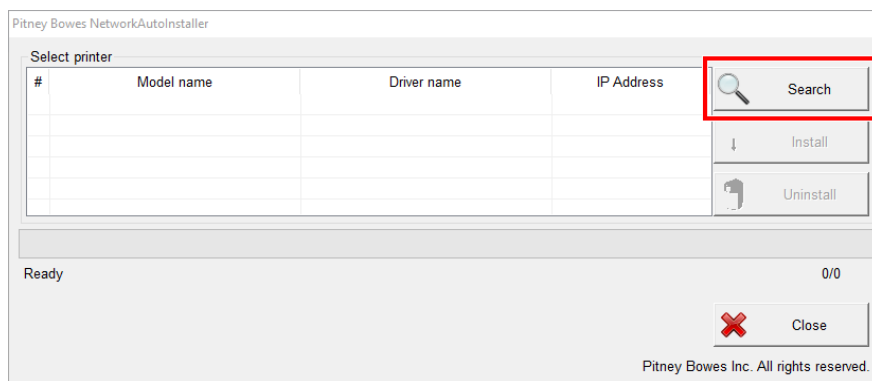 Pitney Bowes NetworkAutoInstaller
Select printer
# Model name Driver name IP Address
Search
Install
Uninstall
Ready 0/0
Close
Pitney Bowes Inc. All rights reserved.